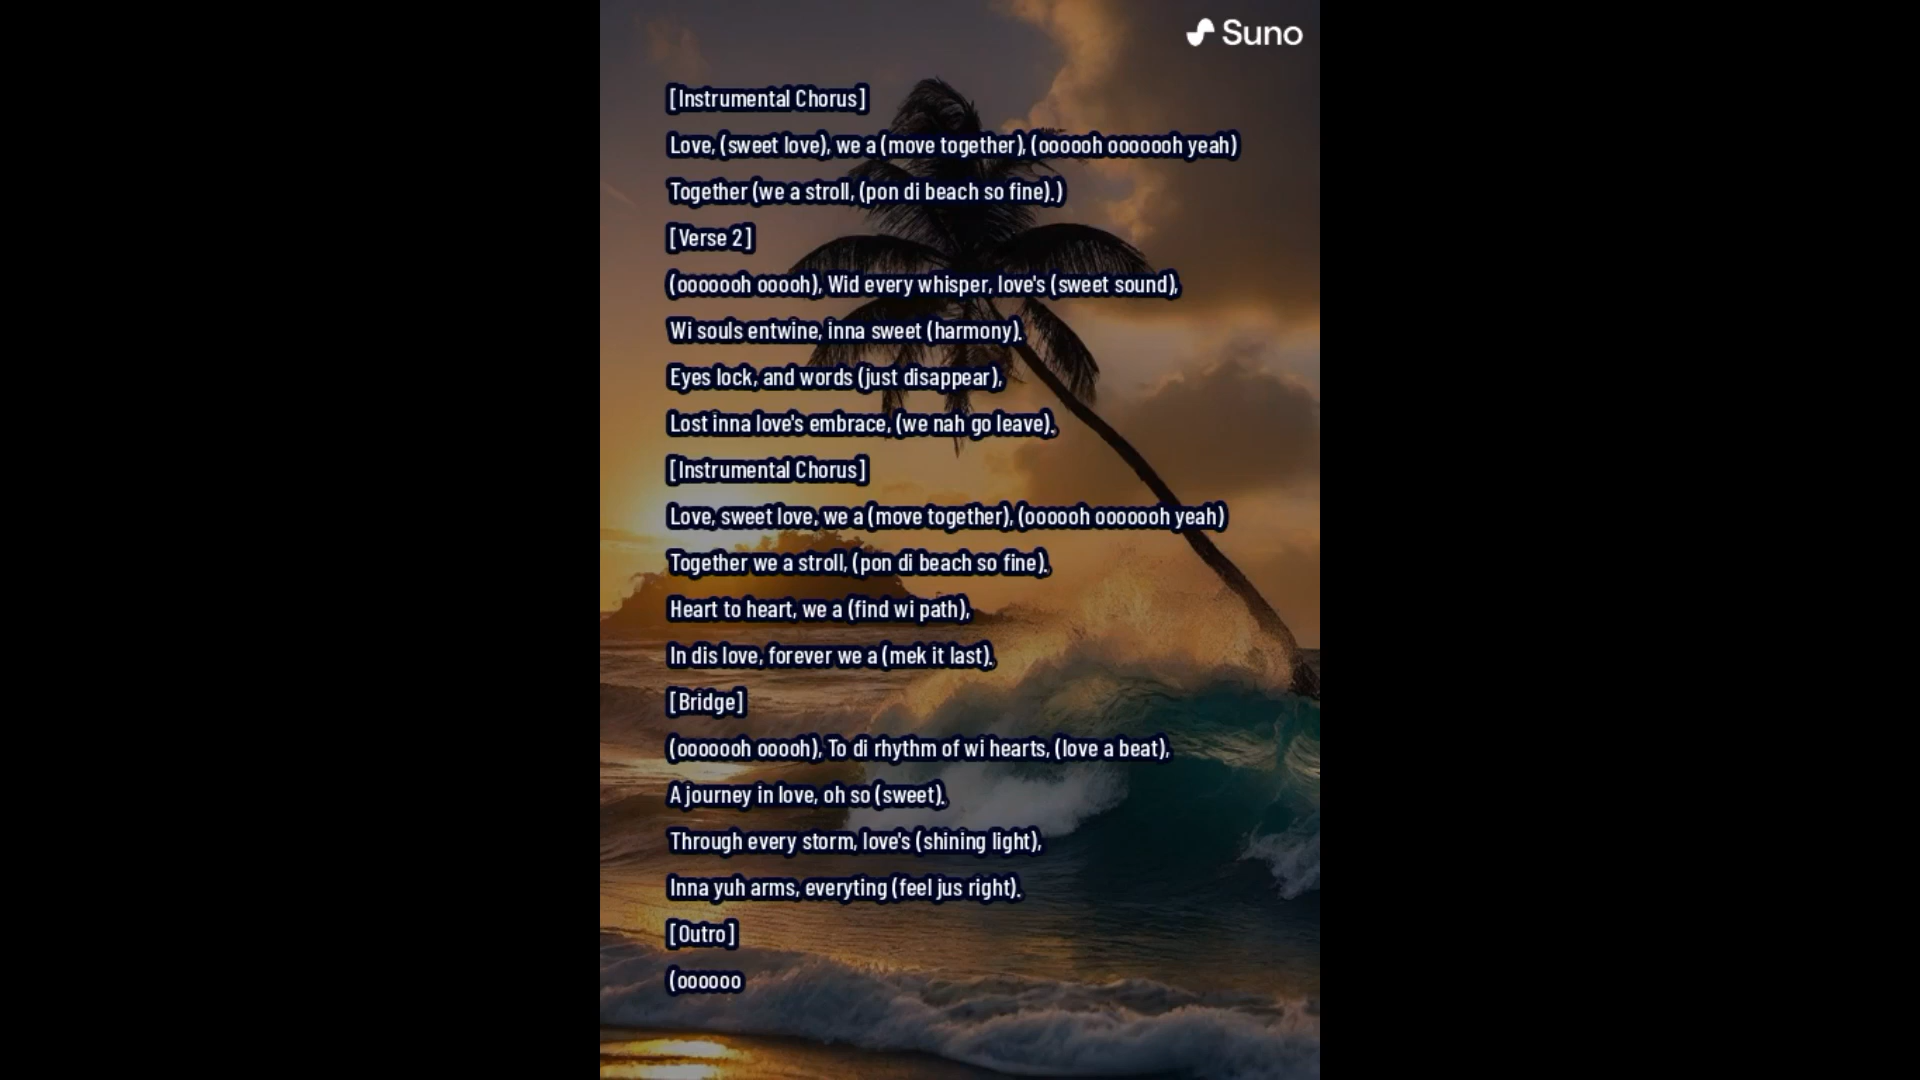 Suno
[Instrumental Chorus]
Love, (sweet love), we a (move together), (oooooh ooooooh yeah)
Together (we a stroll, (pon di beach so fine).)
[Verse 2]
(ooooooh ooooh), Wid every whisper, love's (sweet sound),
Wi souls entwine, inna sweet (harmony).
Eyes lock, and words (just disappear),
Lost inna love's embrace, (we nah go leave).
[Instrumental Chorus]
Love, sweet love, we a (move together), (oooooh ooooooh yeah)
Together we a stroll, (pon di beach so fine).
Heart to heart, we a (find wi path),
In dis love, forever we a (mek it last).
[Bridge]
(ooooooh ooooh), To di rhythm of wi hearts, (love a beat),
A journey in love, oh so (sweet).
Through every storm, love's (shining light),
Inna yuh arms, everyting (feel jus right).
[Outro]
(oooooo